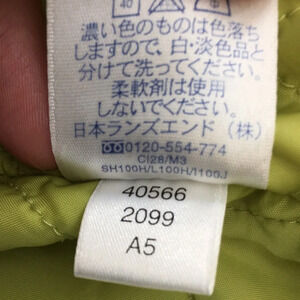 40
中
濃い色のものは色落ち
しますので、白・淡色品と
分けて洗ってください。
柔軟剤は使用
しないでください。
日本ランズエンド（株）
0120-554-774
CI28/M3
SH100H/L100H/I100J
40566
2099
A5